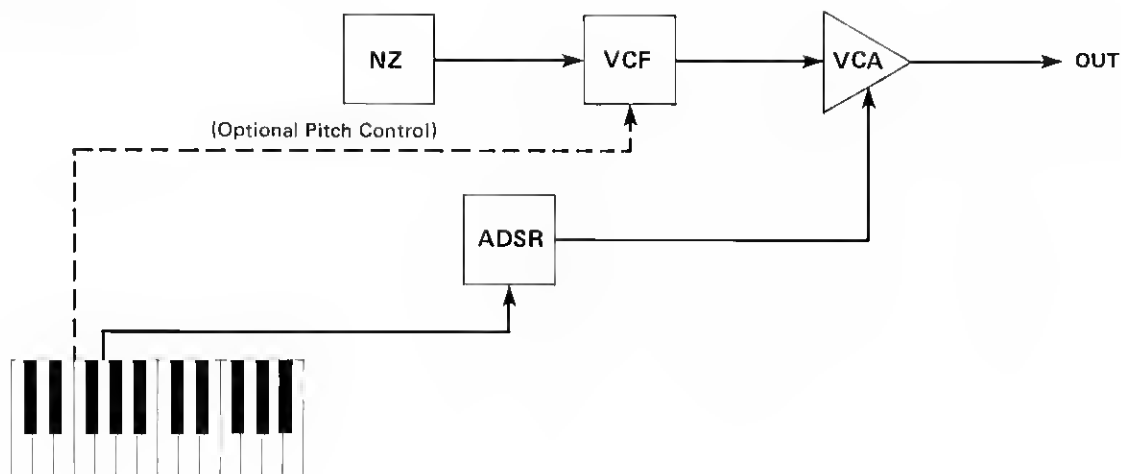 NZ
VCF
VCA
OUT
(Optional Pitch Control)
ADSR